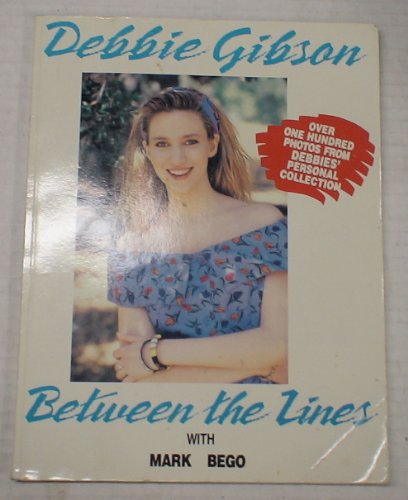 Debbie Gibson
OVER
ONE HUNDRED
PHOTOS FROM
DEBBIES'
PERSONAL
COLLECTION
Between the Lines
WITH
MARK BEGO